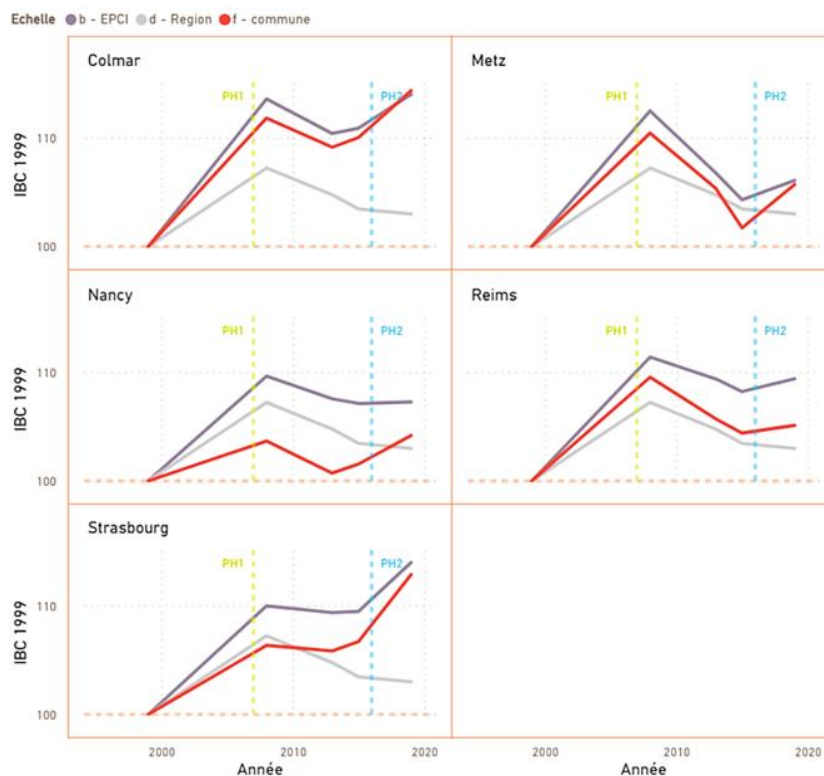 Echelle b - EPCI d - Region f - commune
Colmar
Metz
PH1
PH2
PH1
PH2
IBC 1999
110
100
Nancy
Reims
PH1
PH2
PH1
PH2
IBC 1999
110
100
Strasbourg
PH1
PH2
IBC 1999
110
100
2000 2010 2020 2000 2010 2020
Année Année